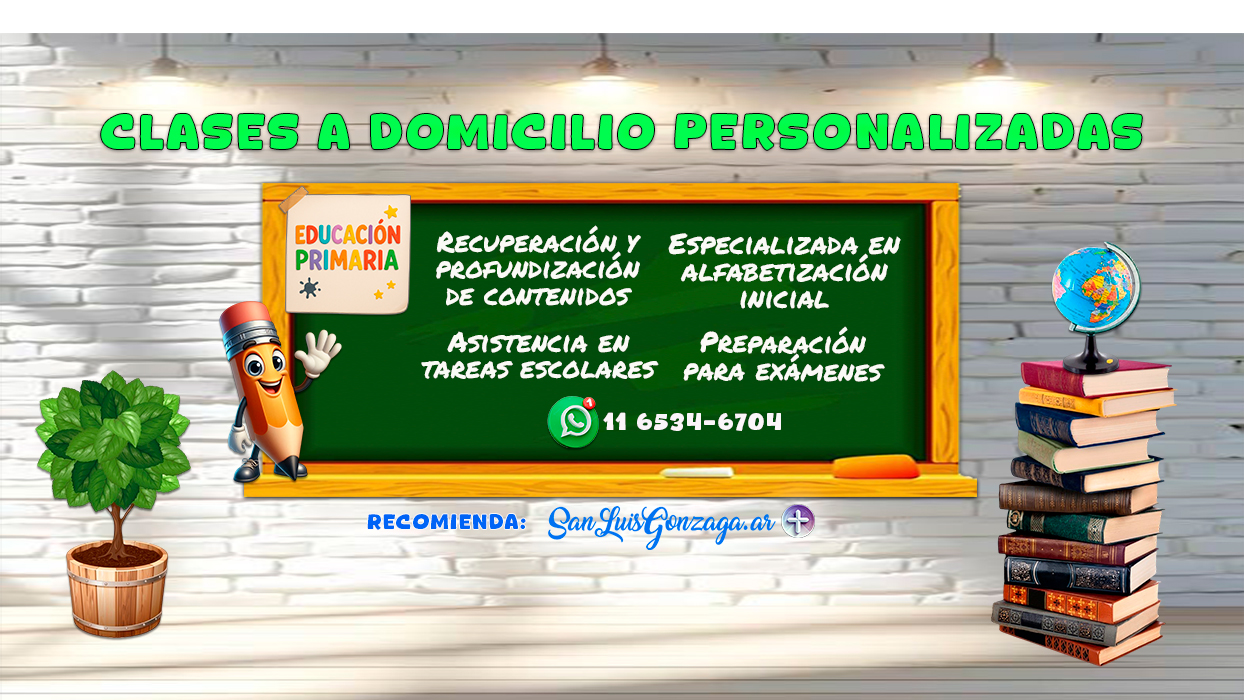 CLASES A DOMICILIO PERSONALIZADAS
EDUCACIÓN
PRIMARIA
RECUPERACIÓN Y
PROFUNDIZACIÓN
DE CONTENIDOS
ESPECIALIZADA EN
ALFABETIZACIÓN
INICIAL
ASISTENCIA EN
TAREAS ESCOLARES
PREPARACIÓN
PARA EXÁMENES
1
11 6534-6704
RECOMIENDA: SanLuisGonzaga.ar